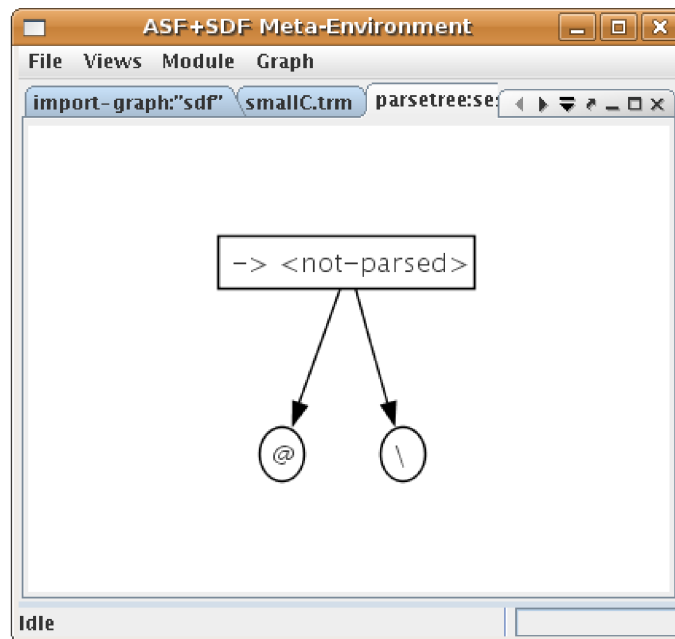 ASF+SDF Meta-Environment
File Views Module Graph
import-graph:"sdf" smallC.trm parsetree:se
-> <not-parsed>
@ \
Idle